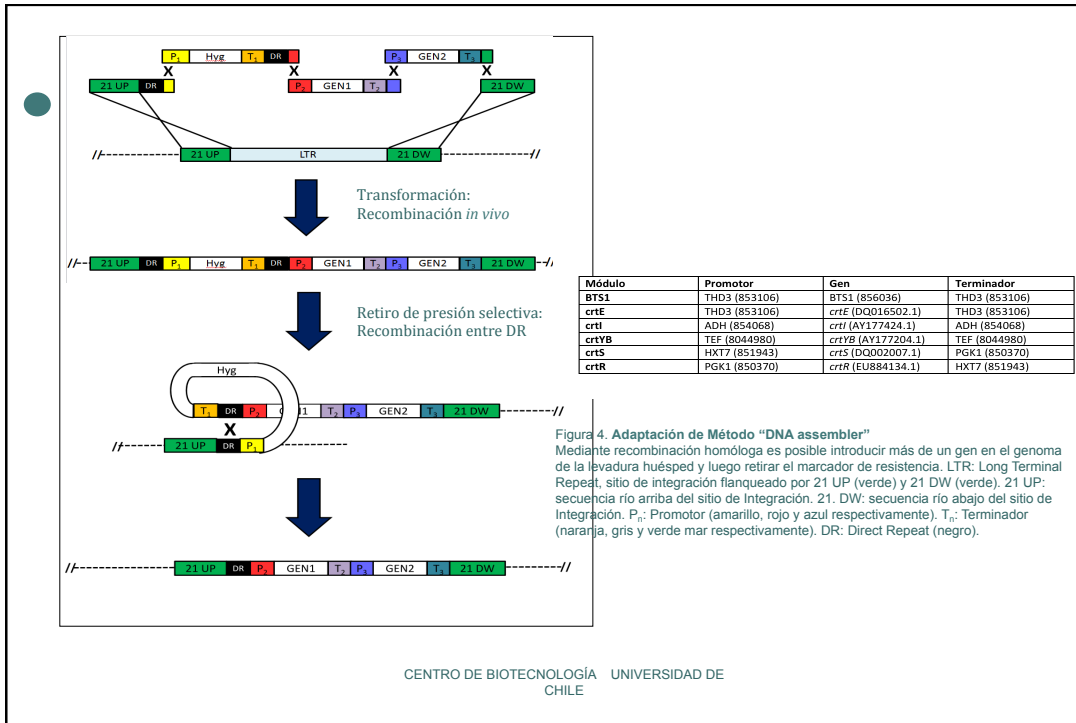 P1 Hyg T1 DR P3 GEN2 T3
X X X X
21 UP DR P2 GEN1 T2 21 DW
21 UP LTR 21 DW
//
//
Transformación:
Recombinación in vivo
// 21 UP DR P1 Hyg T1 DR P2 GEN1 T2 P3 GEN2 T3 21 DW //
Módulo Promotor Gen Terminador
BTS1 THD3 (853106) BTS1 (856036) THD3 (853106)
crtE THD3 (853106) crtE (DQ016502.1) THD3 (853106)
crtI ADH (854068) crtI (AY177424.1) ADH (854068)
crtYB TEF (8044980) crtYB (AY177204.1) TEF (8044980)
crtS HXT7 (851943) crtS (DQ002007.1) PGK1 (850370)
crtR PGK1 (850370) crtR (EU884134.1) HXT7 (851943)
Retiro de presión selectiva:
Recombinación entre DR
Hyg
T1 DR P2 GEN1 T2 P3 GEN2 T3 21 DW //
X
// 21 UP DR P1
Figura 4. Adaptación de Método “DNA assembler”
Mediante recombinación homóloga es posible introducir más de un gen en el genoma
de la levadura huésped y luego retirar el marcador de resistencia. LTR: Long Terminal
Repeat, sitio de integración flanqueado por 21 UP (verde) y 21 DW (verde). 21 UP:
secuencia río arriba del sitio de Integración. 21. DW: secuencia río abajo del sitio de
Integración. Pn: Promotor (amarillo, rojo y azul respectivamente). Tn: Terminador
(naranja, gris y verde mar respectivamente). DR: Direct Repeat (negro).
// 21 UP DR P2 GEN1 T2 P3 GEN2 T3 21 DW //
CENTRO DE BIOTECNOLOGÍA UNIVERSIDAD DE
CHILE